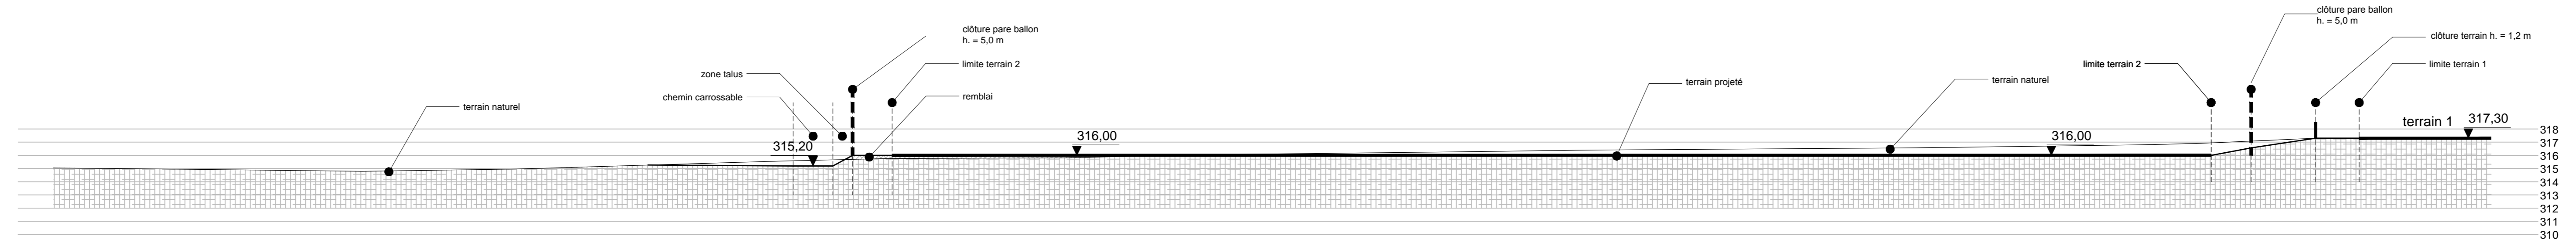 clôture pare ballon
h. = 5,0 m
limite terrain 2
zone talus
chemin carrossable
remblai
terrain naturel
315,20
316,00
terrain projeté
terrain naturel
clôture pare ballon
h. = 5,0 m
clôture terrain h. = 1,2 m
limite terrain 2
limite terrain 1
316,00
terrain 1
317,30
318
317
316
315
314
313
312
311
310